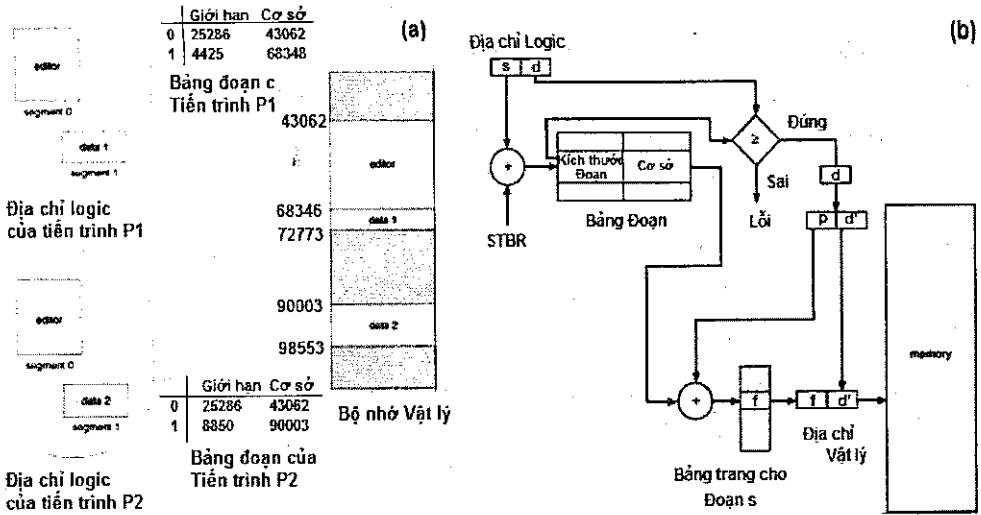 Giới hạn Cơ sở
0 25286 43062
1 4425 68348
(a)
editor
segment 0
Bảng đoạn c
Tiến trình P1
data 1
segment 1
Địa chỉ logic
của tiến trình P1
43062
editor
68346
data 1
72773
90003
data 2
98553
editor
segment 0
data 2
segment 1
Giới hạn Cơ sở
0 25286 43062
1 8850 90003
Bộ nhớ Vật lý
Bảng đoạn của
Tiến trình P2
Địa chỉ logic
của tiến trình P2
(b)
Địa chỉ Logic
s d
≥
Đúng
+
Kích thước
Đoạn
Cơ sở
Sai
d
Bảng Đoạn
Lỗi
p d'
STBR
memory
+
f
f d'
Địa chỉ
Vật lý
Bảng trang cho
Đoạn s